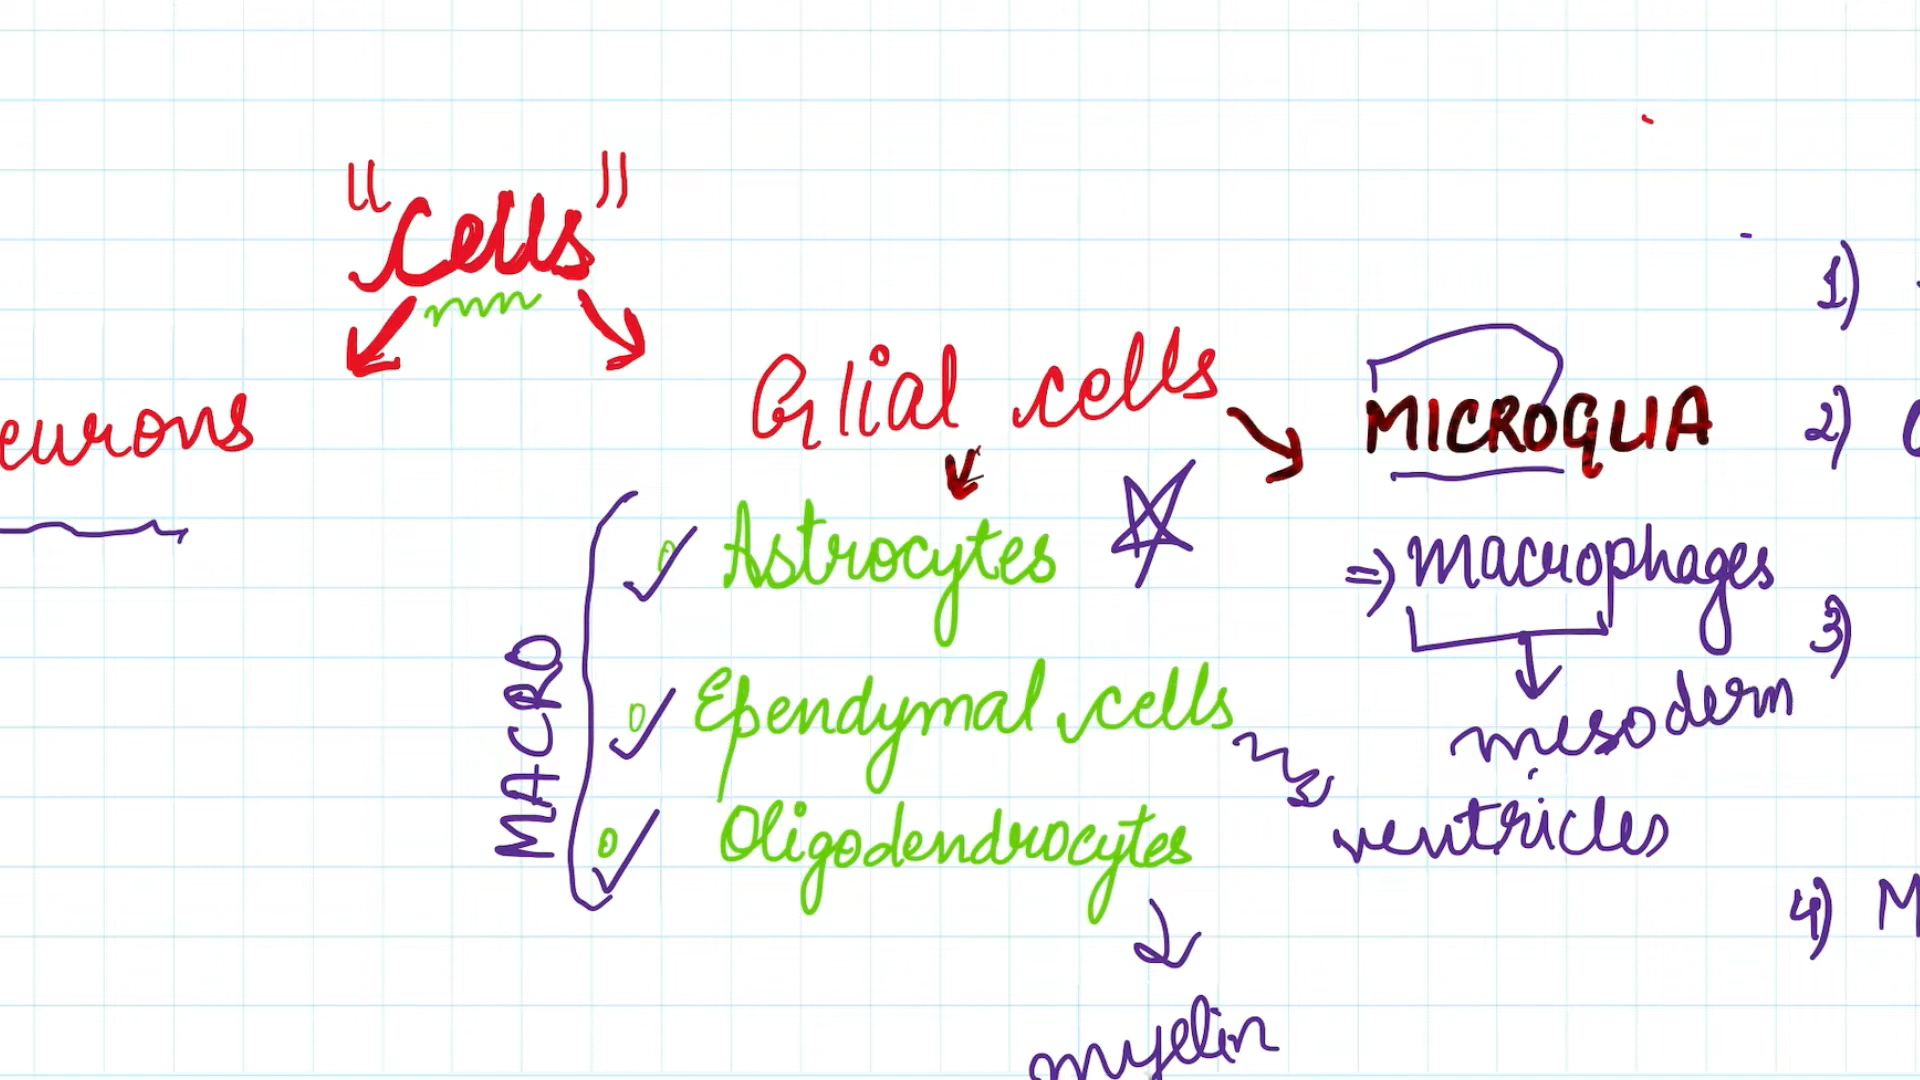 "Cells"
eurons
Glial cells
MICROGLIA
Astrocytes
Ependymal cells
Oligodendrocytes
MACRO
=) Macrophages
mesoderm
ventricles
myelin
1)
2)
3)
4) M